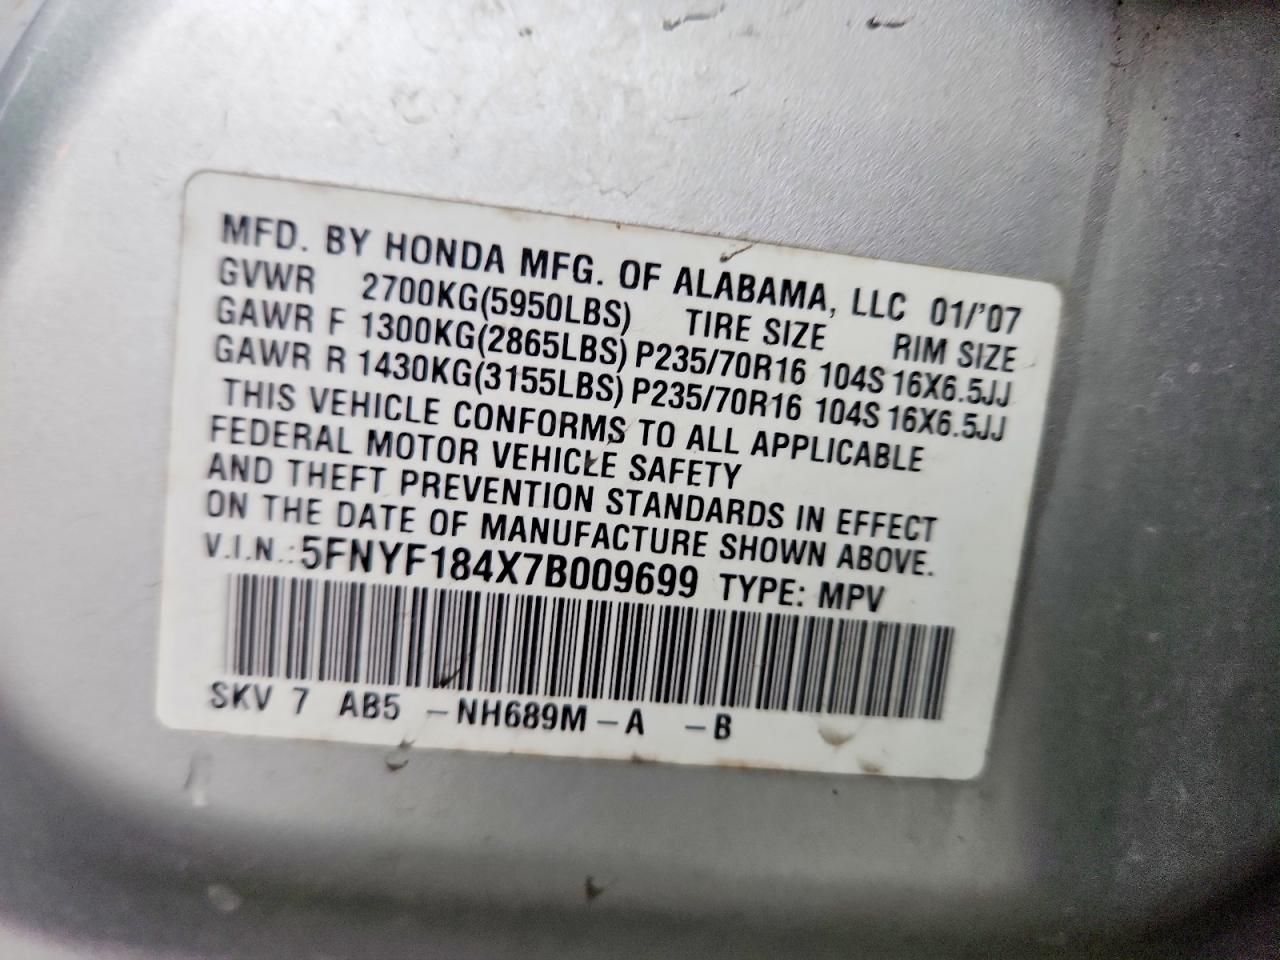 MFD. BY HONDA MFG. OF ALABAMA, LLC 01/'07
GVWR 2700KG(5950LBS) TIRE SIZE RIM SIZE
GAWR F 1300KG(2865LBS) P235/70R16 104S 16X6.5JJ
GAWR R 1430KG(3155LBS) P235/70R16 104S 16X6.5JJ
THIS VEHICLE CONFORMS TO ALL APPLICABLE
FEDERAL MOTOR VEHICLE SAFETY
AND THEFT PREVENTION STANDARDS IN EFFECT
ON THE DATE OF MANUFACTURE SHOWN ABOVE.
V.I.N.: 5FNYF184X7B009699 TYPE: MPV
SKV 7 AB5 -NH689M-A -B